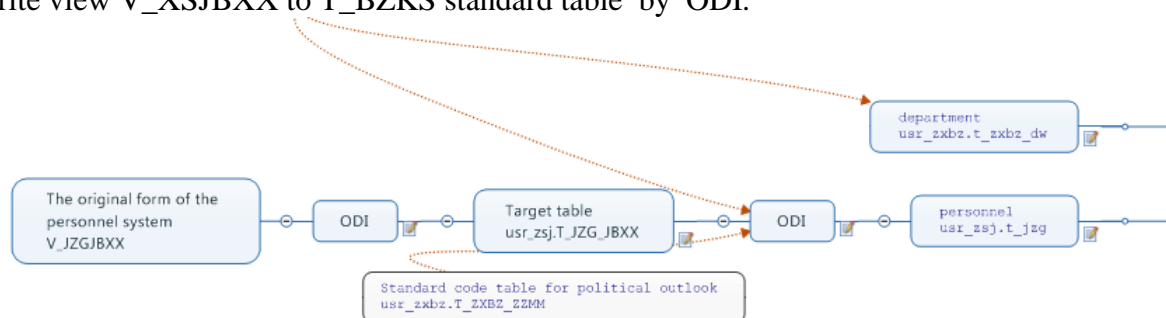 rite view V_XSJBXX to T_BZKS standard table by ODI.
department
usr_zxbz.t_zxbz_dw
The original form of the
personnel system
V_JZGJBXX
ODI
Target table
usr_zsj.T_JZG_JBXX
ODI
personnel
usr_zsj.t_jzg
Standard code table for political outlook
usr_zxbz.T_ZXBZ_ZZMM